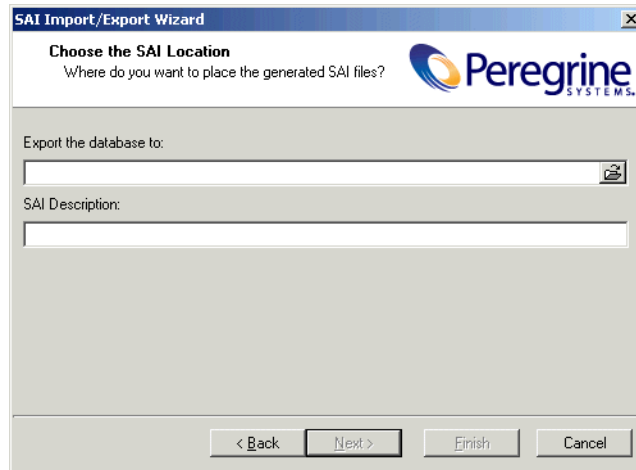 SAI Import/Export Wizard
Choose the SAI Location
Where do you want to place the generated SAI files?
Peregrine
SYSTEMS.
Export the database to:
SAI Description:
< Back
Next >
Finish
Cancel